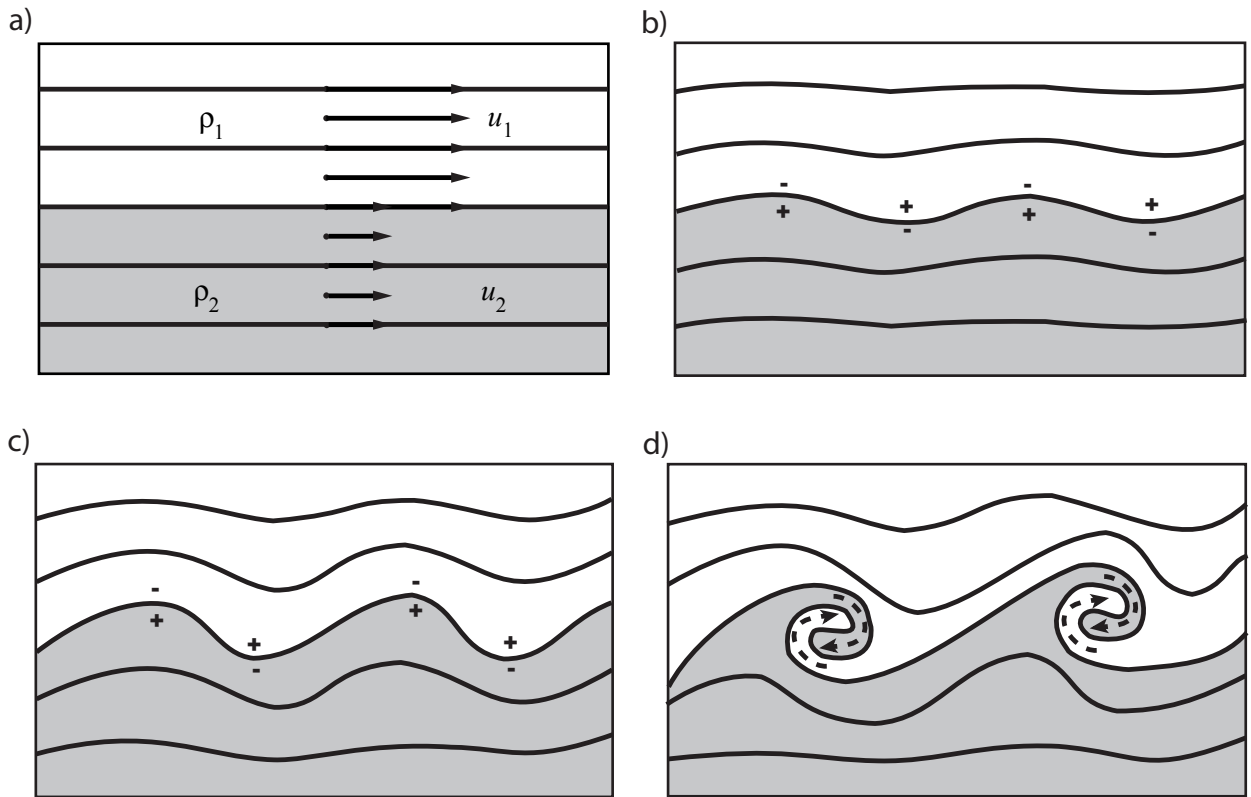 a)
ρ1 u1
ρ2 u2
b)
- -
+ + + +
- -
c)
- -
+ +
+ +
- -
d)